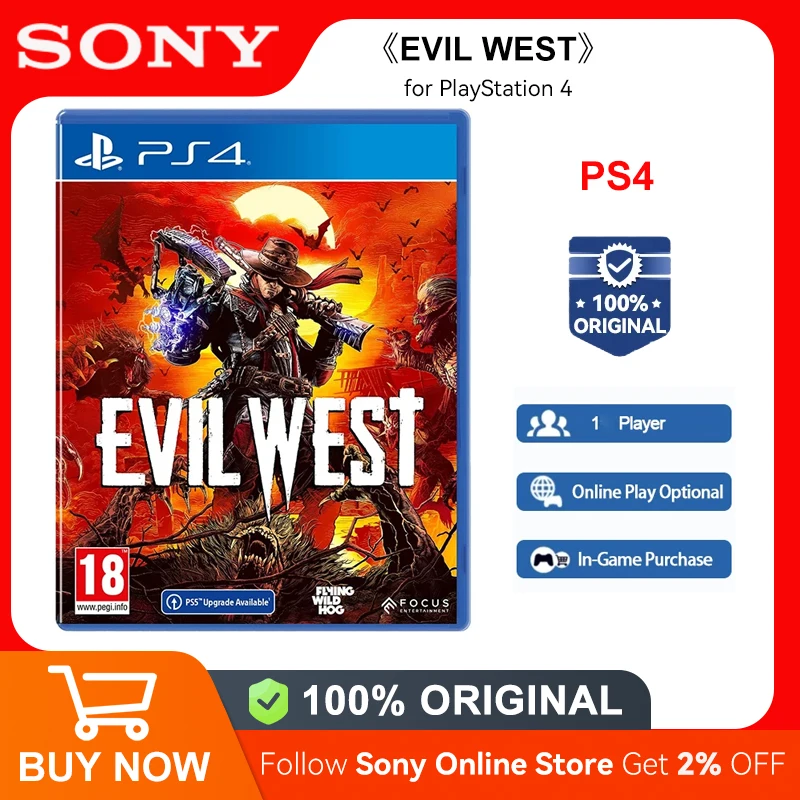 SONY
《EVIL WEST》
for PlayStation 4
PS4
PS4
100%
ORIGINAL
EVIL WEST
1 Player
Online Play Optional
In-Game Purchase
18
www.pegi.info
PS5™ Upgrade Available¹
FLYING
WILD
HOG
FOCUS
ENTERTAINMENT
100% ORIGINAL
BUY NOW
Follow Sony Online Store Get 2% OFF